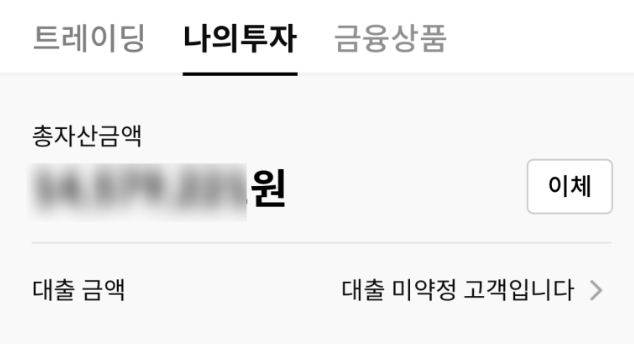 트레이딩 나의투자 금융상품
총자산금액
원 이체
대출 금액 대출 미약정 고객입니다